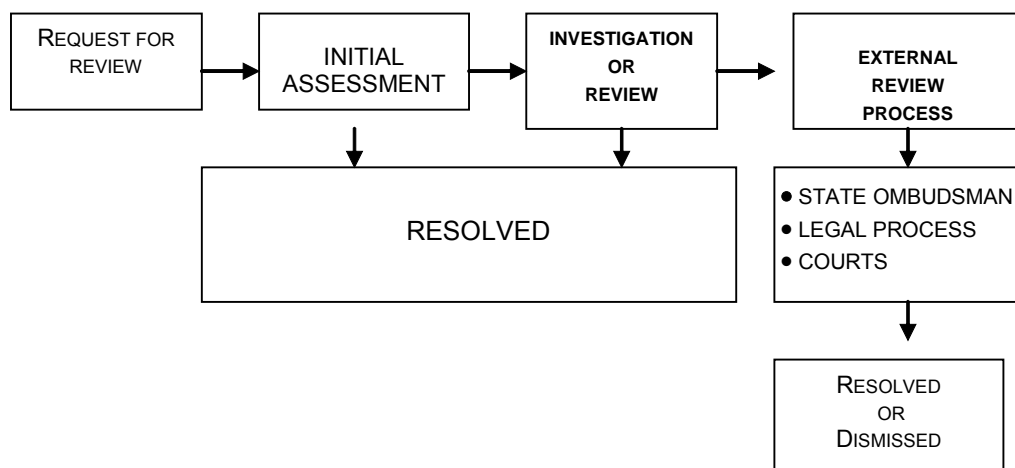 REQUEST FOR
REVIEW
INITIAL
ASSESSMENT
INVESTIGATION
OR
REVIEW
EXTERNAL
REVIEW
PROCESS
RESOLVED
• STATE OMBUDSMAN
• LEGAL PROCESS
• COURTS
RESOLVED
OR
DISMISSED